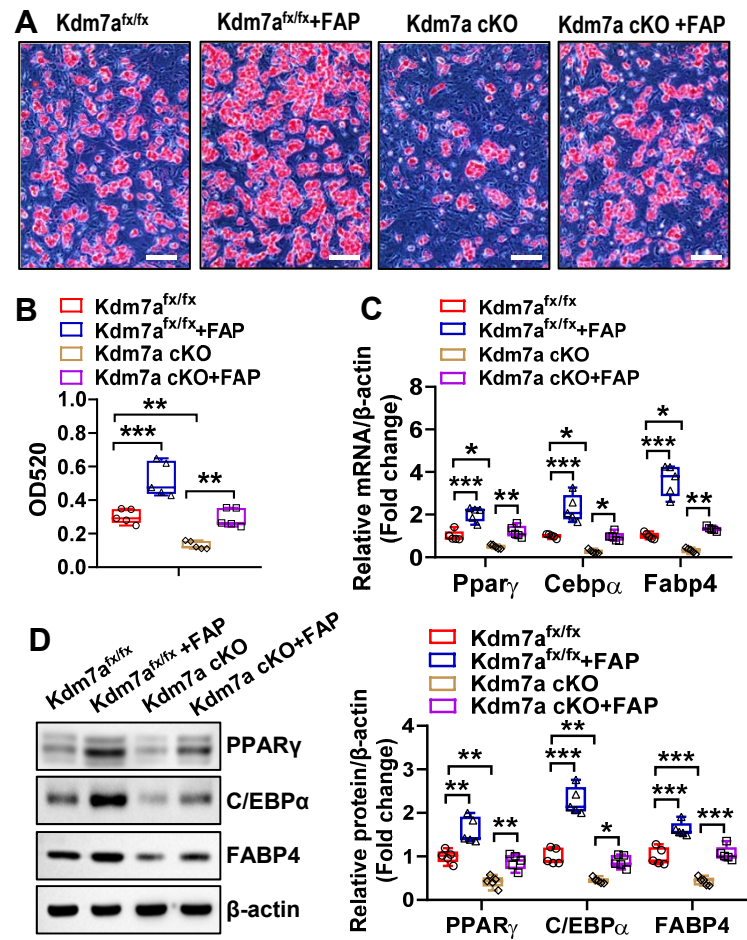 A
Kdm7afx/fx
Kdm7afx/fx+FAP
Kdm7a cKO
Kdm7a cKO +FAP
B
Kdm7afx/fx
Kdm7afx/fx+FAP
Kdm7a cKO
Kdm7a cKO+FAP
OD520
1.0
0.8
0.6
0.4
0.2
0.0
**
***
**
C
Kdm7afx/fx
Kdm7afx/fx+FAP
Kdm7a cKO
Kdm7a cKO+FAP
Relative mRNA/β-actin
(Fold change)
8
6
4
2
0
*
***
**
*
***
*
*
***
**
Pparγ
Cebpα
Fabp4
D
Kdm7afx/fx
Kdm7afx/fx +FAP
Kdm7a cKO
Kdm7a cKO+FAP
PPARγ
C/EBPα
FABP4
β-actin
Kdm7afx/fx
Kdm7afx/fx+FAP
Kdm7a cKO
Kdm7a cKO+FAP
Relative protein/β-actin
(Fold change)
4
3
2
1
0
**
**
**
**
***
*
***
***
***
PPARγ
C/EBPα
FABP4